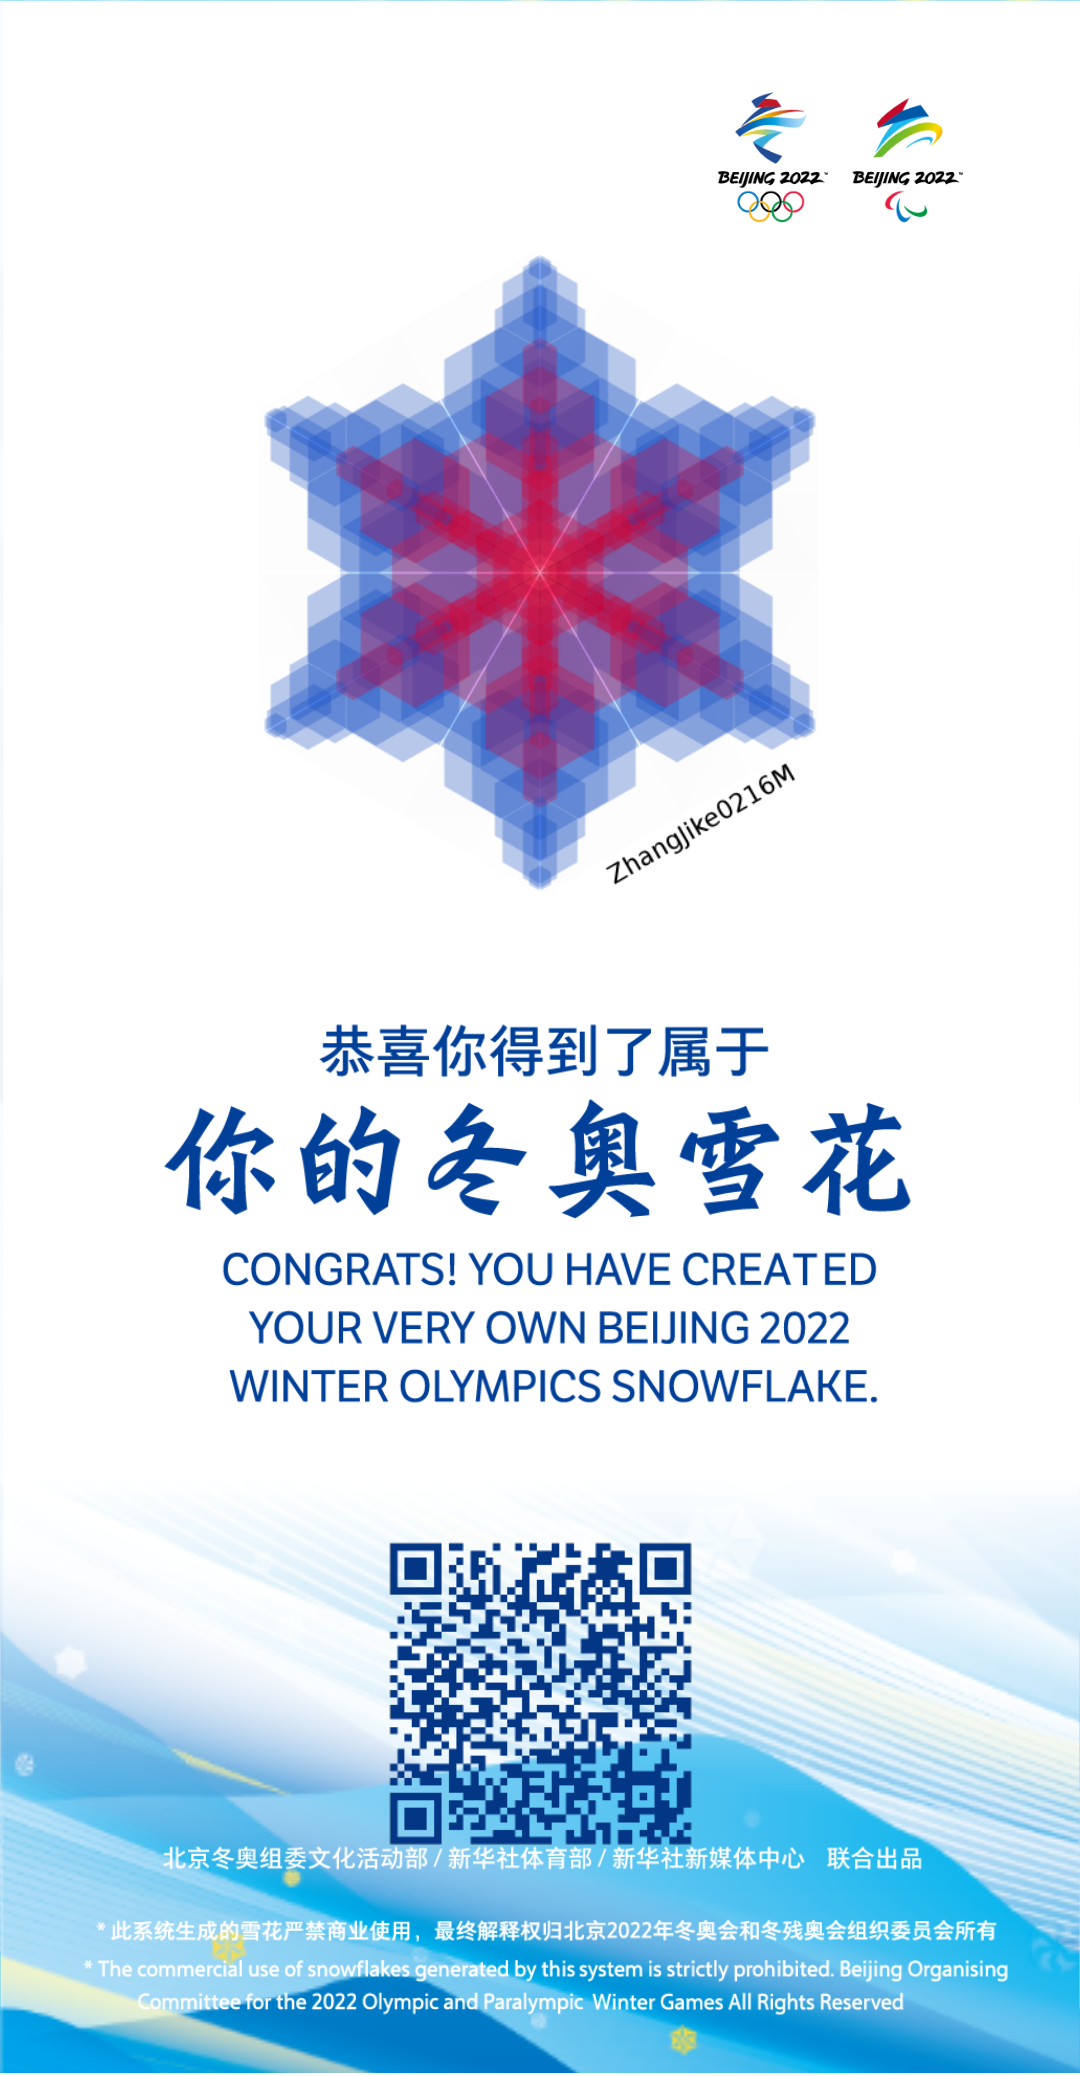 BEIJING 2022™ BEIJING 2022™
ZhangJike0216M
恭喜你得到了属于
你的冬奥雪花
CONGRATS! YOU HAVE CREATED
YOUR VERY OWN BEIJING 2022
WINTER OLYMPICS SNOWFLAKE.
北京冬奥组委文化活动部 / 新华社体育部 / 新华社新媒体中心 联合出品
* 此系统生成的雪花严禁商业使用，最终解释权归北京2022年冬奥会和冬残奥会组织委员会所有
* The commercial use of snowflakes generated by this system is strictly prohibited. Beijing Organising
Committee for the 2022 Olympic and Paralympic Winter Games All Rights Reserved